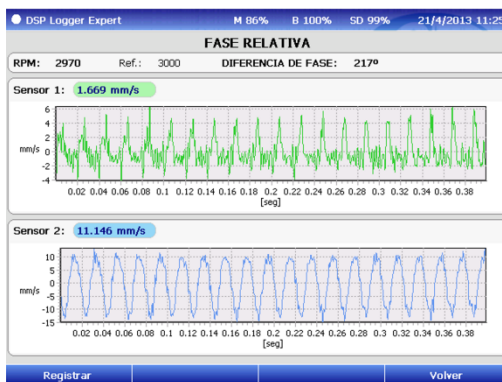 DSP Logger Expert M 86% B 100% SD 99% 21/4/2013 11:25
FASE RELATIVA
RPM: 2970 Ref.: 3000 DIFERENCIA DE FASE: 217º
Sensor 1: 1.669 mm/s
6
4
2
mm/s 0
-2
-4
0.02 0.04 0.06 0.08 0.1 0.12 0.14 0.16 0.18 0.2 0.22 0.24 0.26 0.28 0.3 0.32 0.34 0.36 0.38
[seg]
Sensor 2: 11.146 mm/s
10
5
0
mm/s -5
-10
-15
0.02 0.04 0.06 0.08 0.1 0.12 0.14 0.16 0.18 0.2 0.22 0.24 0.26 0.28 0.3 0.32 0.34 0.36 0.38
[seg]
Registrar Volver